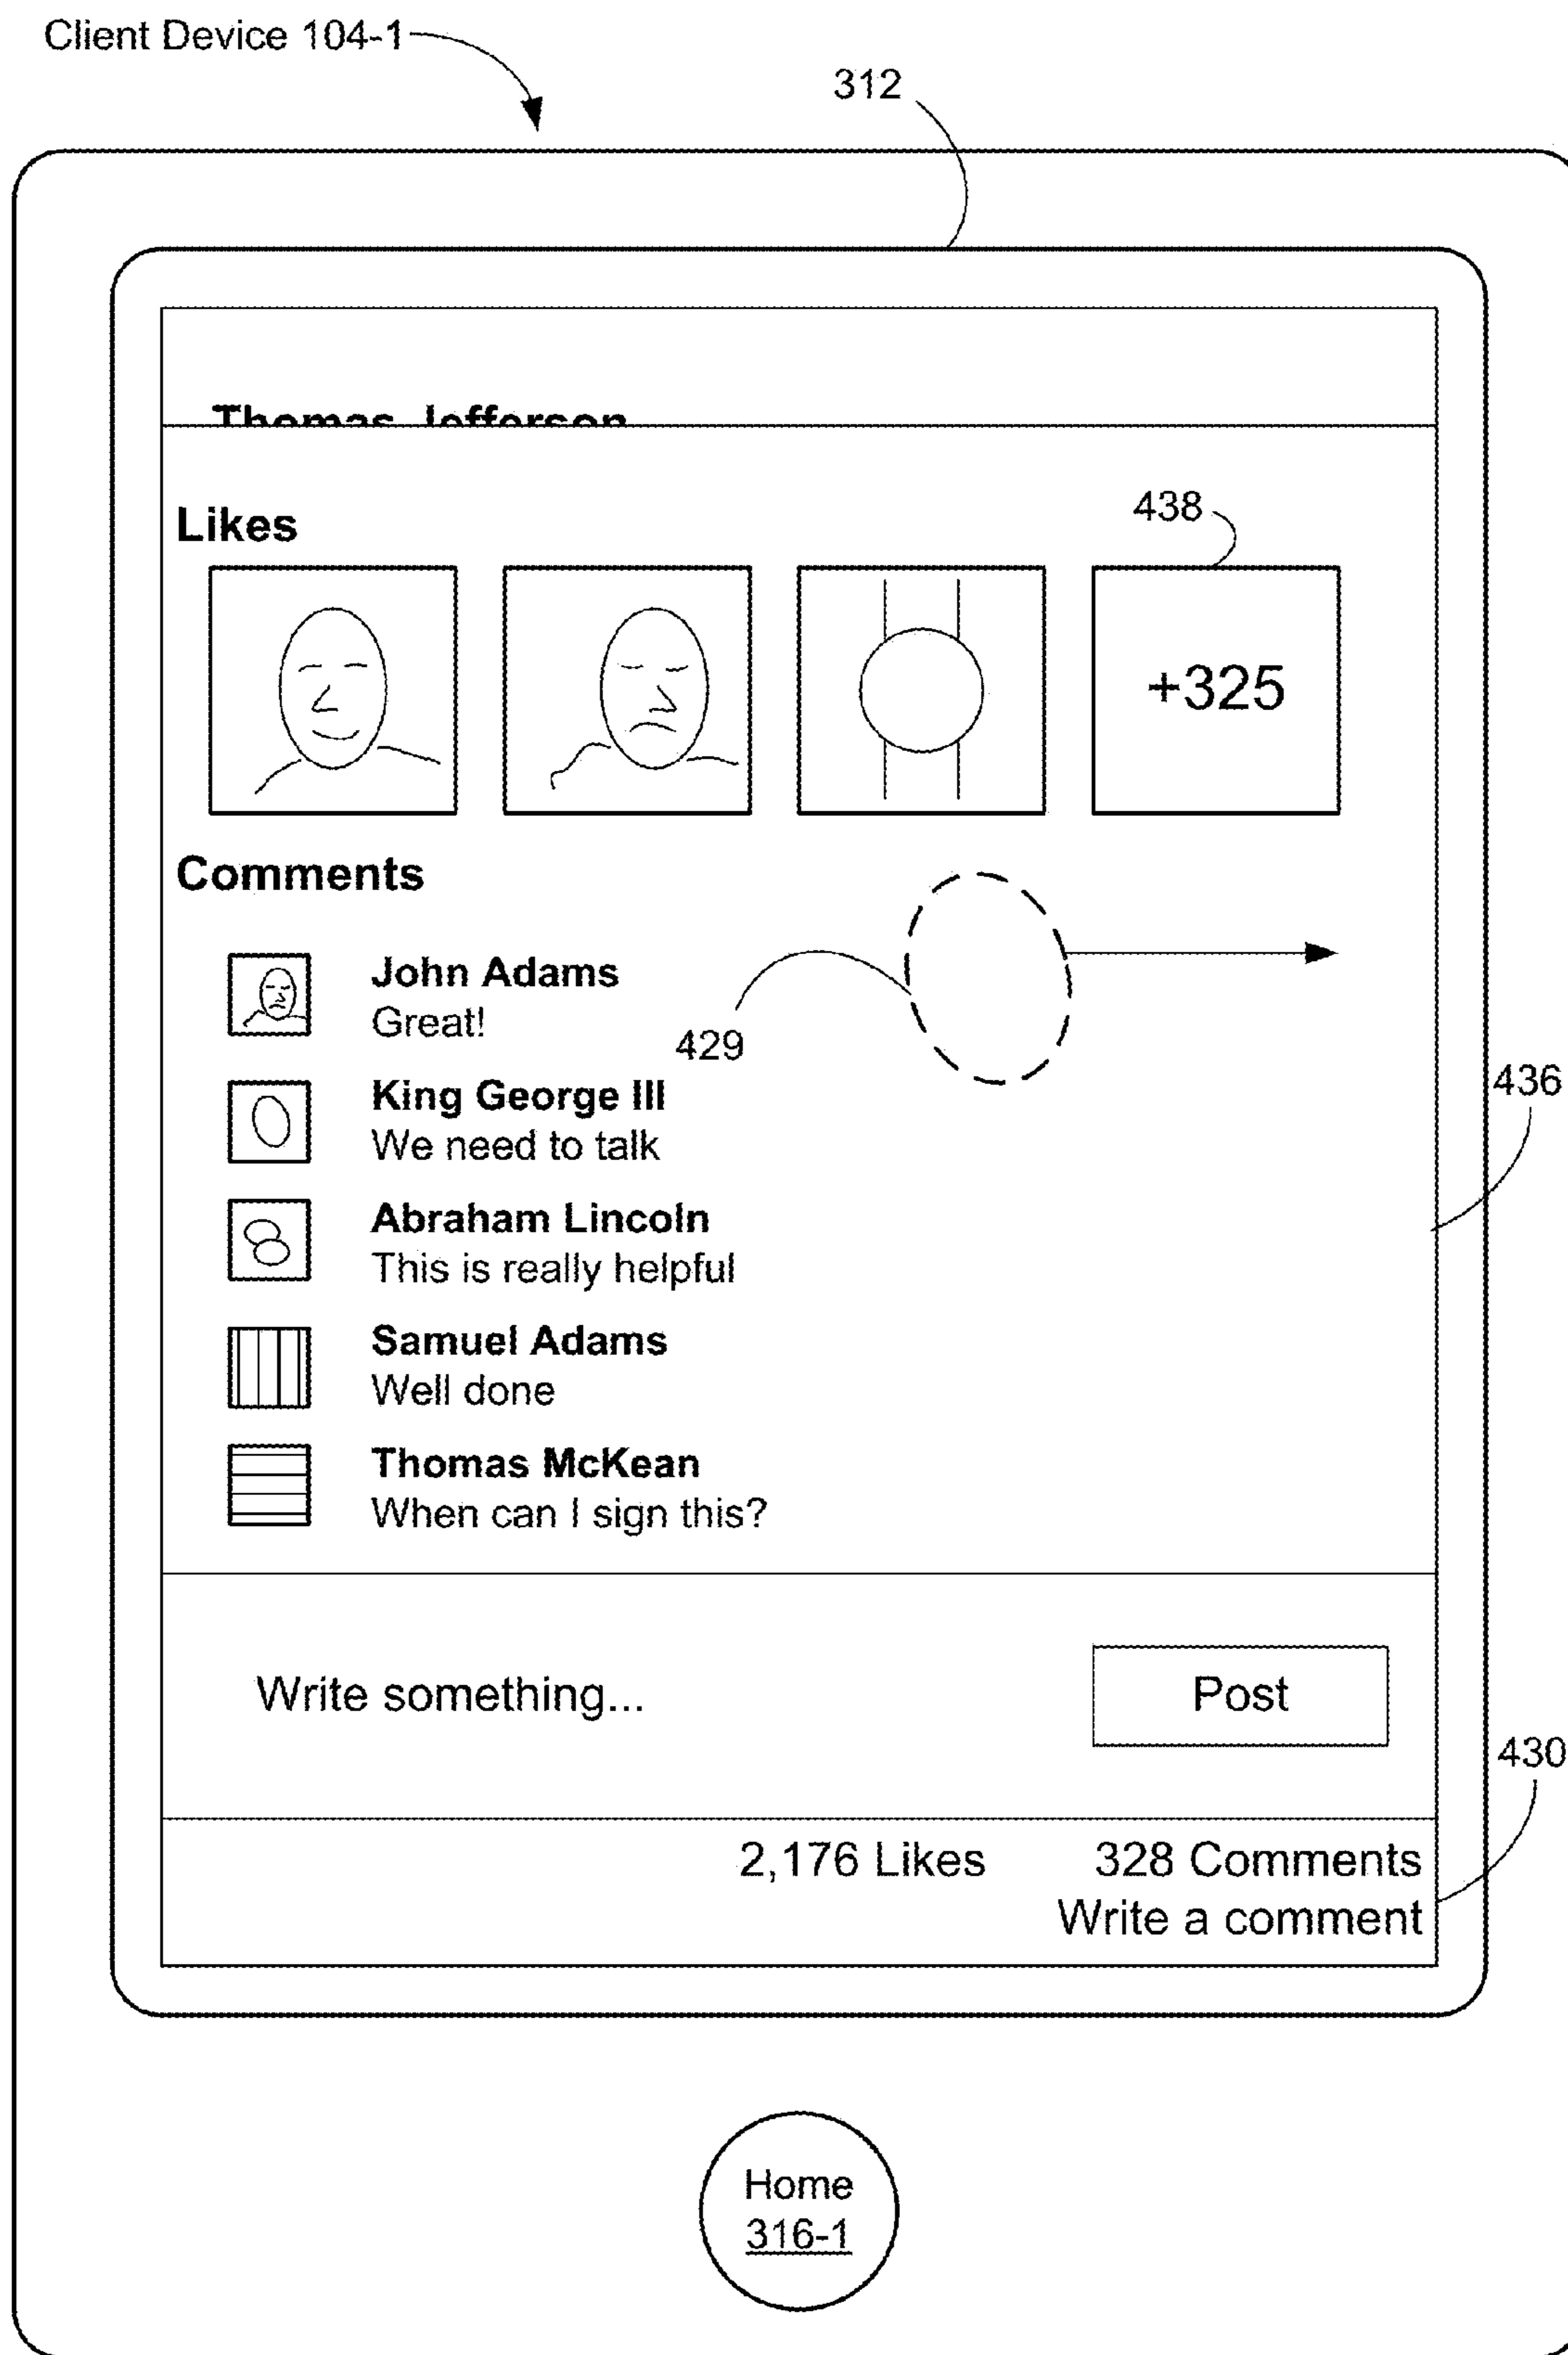 Client Device 104-1
312
Thomas Jefferson
Likes
438
+325
Comments
John Adams
Great!
429
King George III
We need to talk
436
Abraham Lincoln
This is really helpful
Samuel Adams
Well done
Thomas McKean
When can I sign this?
Write something...
Post
430
2,176 Likes
328 Comments
Write a comment
Home
316-1